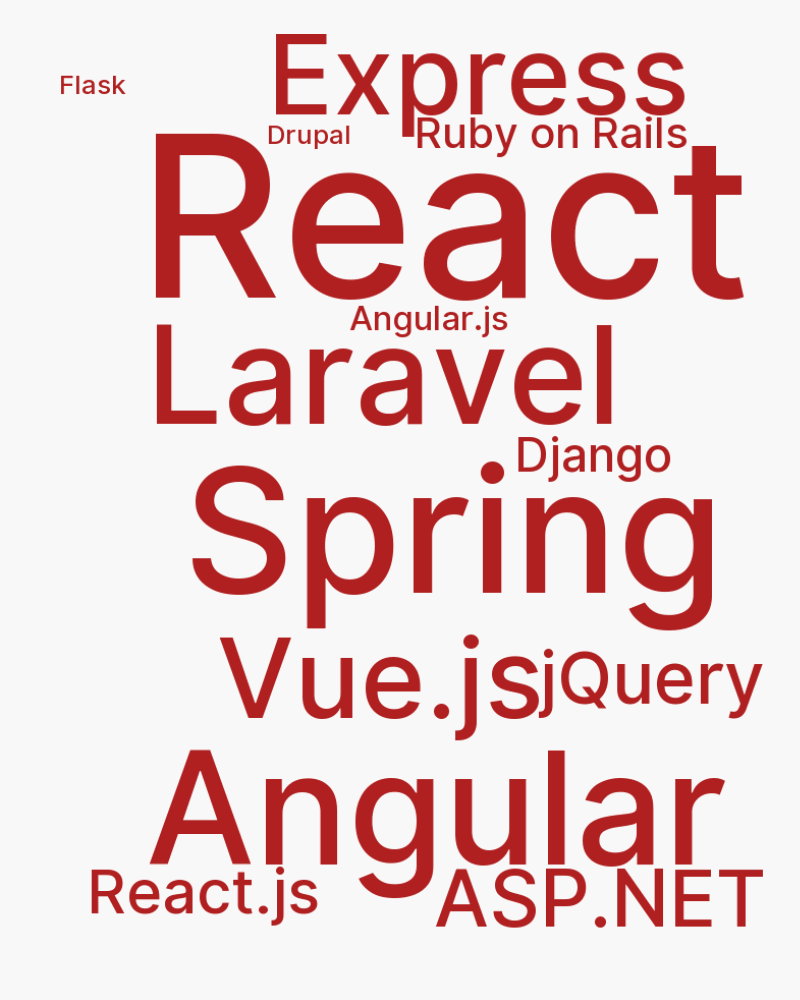 Express
Flask
Drupal
Ruby on Rails
React
Angular.js
Laravel
Django
Spring
Vue.js
jQuery
Angular
React.js
ASP.NET